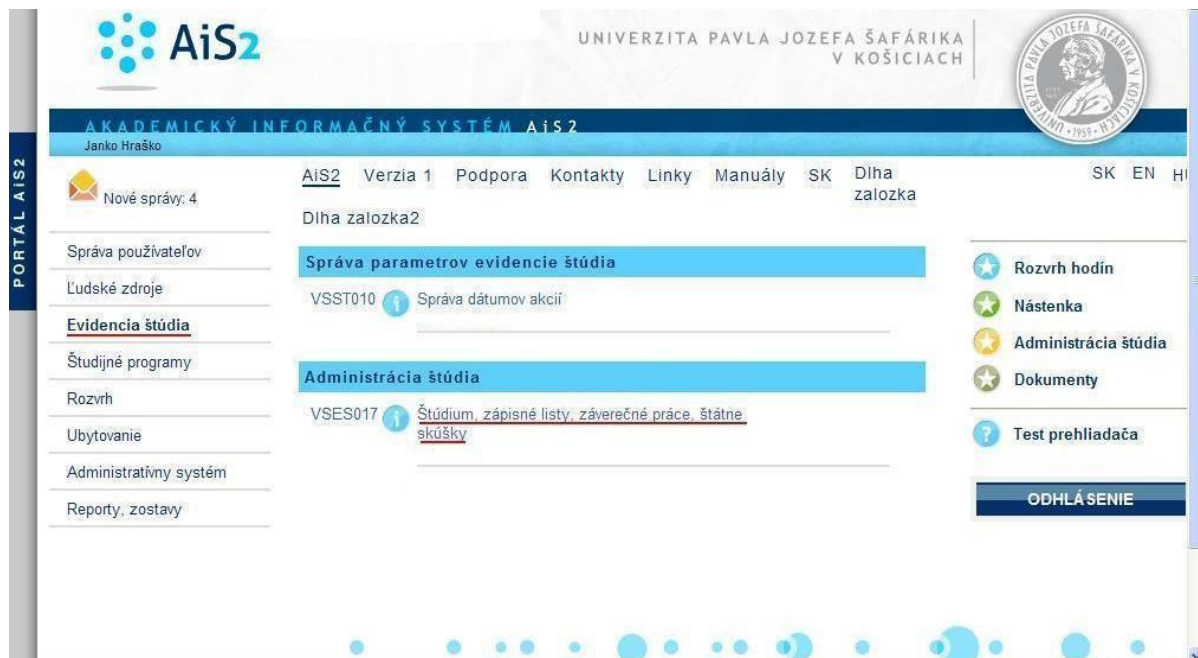 AiS2
UNIVERZITA PAVLA JOZEFA ŠAFÁRIKA
V KOŠICIACH
AKADEMICKÝ INFORMAČNÝ SYSTÉM AiS2
Janko Hraško
PORTÁL AiS2
Nové správy: 4
AiS2 Verzia 1 Podpora Kontakty Linky Manuály SK Dlha
zalozka
Dlha zalozka2
SK EN
Správa používateľov
Ľudské zdroje
Evidencia štúdia
Študijné programy
Rozvrh
Ubytovanie
Administratívny systém
Reporty, zostavy
Správa parametrov evidencie štúdia
VSST010 Správa dátumov akcií
Administrácia štúdia
VSES017 Štúdium, zápisné listy, záverečné práce, štátne
skúšky
Rozvrh hodín
Nástenka
Administrácia štúdia
Dokumenty
Test prehliadača
ODHLÁSENIE